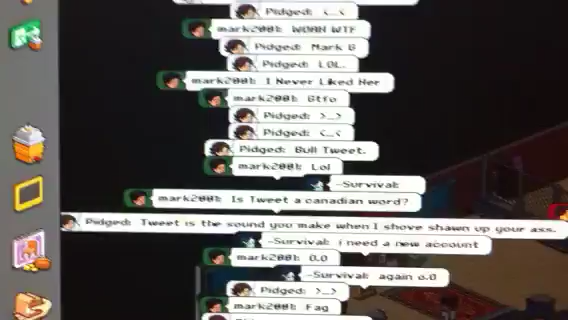 Pidged: <_<
mark2001: WOAH WTF
Pidged: Mark G
Pidged: LOL.
mark2001: I Never Liked Her
mark2001: Gtfo
Pidged: >_>
Pidged: <_<
Pidged: Bull Tweet.
mark2001: Lol
-Survival:
mark2001: Is Tweet a canadian word?
Pidged: Tweet is the sound you make when I shove shawn up your ass.
-Survival: i need a new account
mark2001: 0.0
-Survival: again o.0
Pidged: >_>
mark2001: Fag